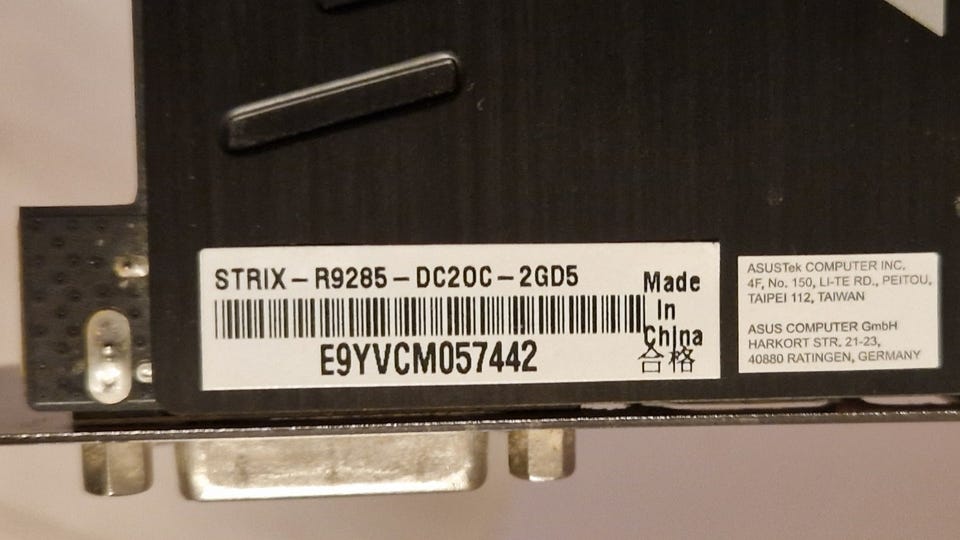 STRIX-R9285-DC2OC-2GD5
E9YVCM057442
Made
In
China
合格
ASUSTek COMPUTER INC.
4F, No. 150, LI-TE RD., PEITOU,
TAIPEI 112, TAIWAN
ASUS COMPUTER GmbH
HARKORT STR. 21-23,
40880 RATINGEN, GERMANY